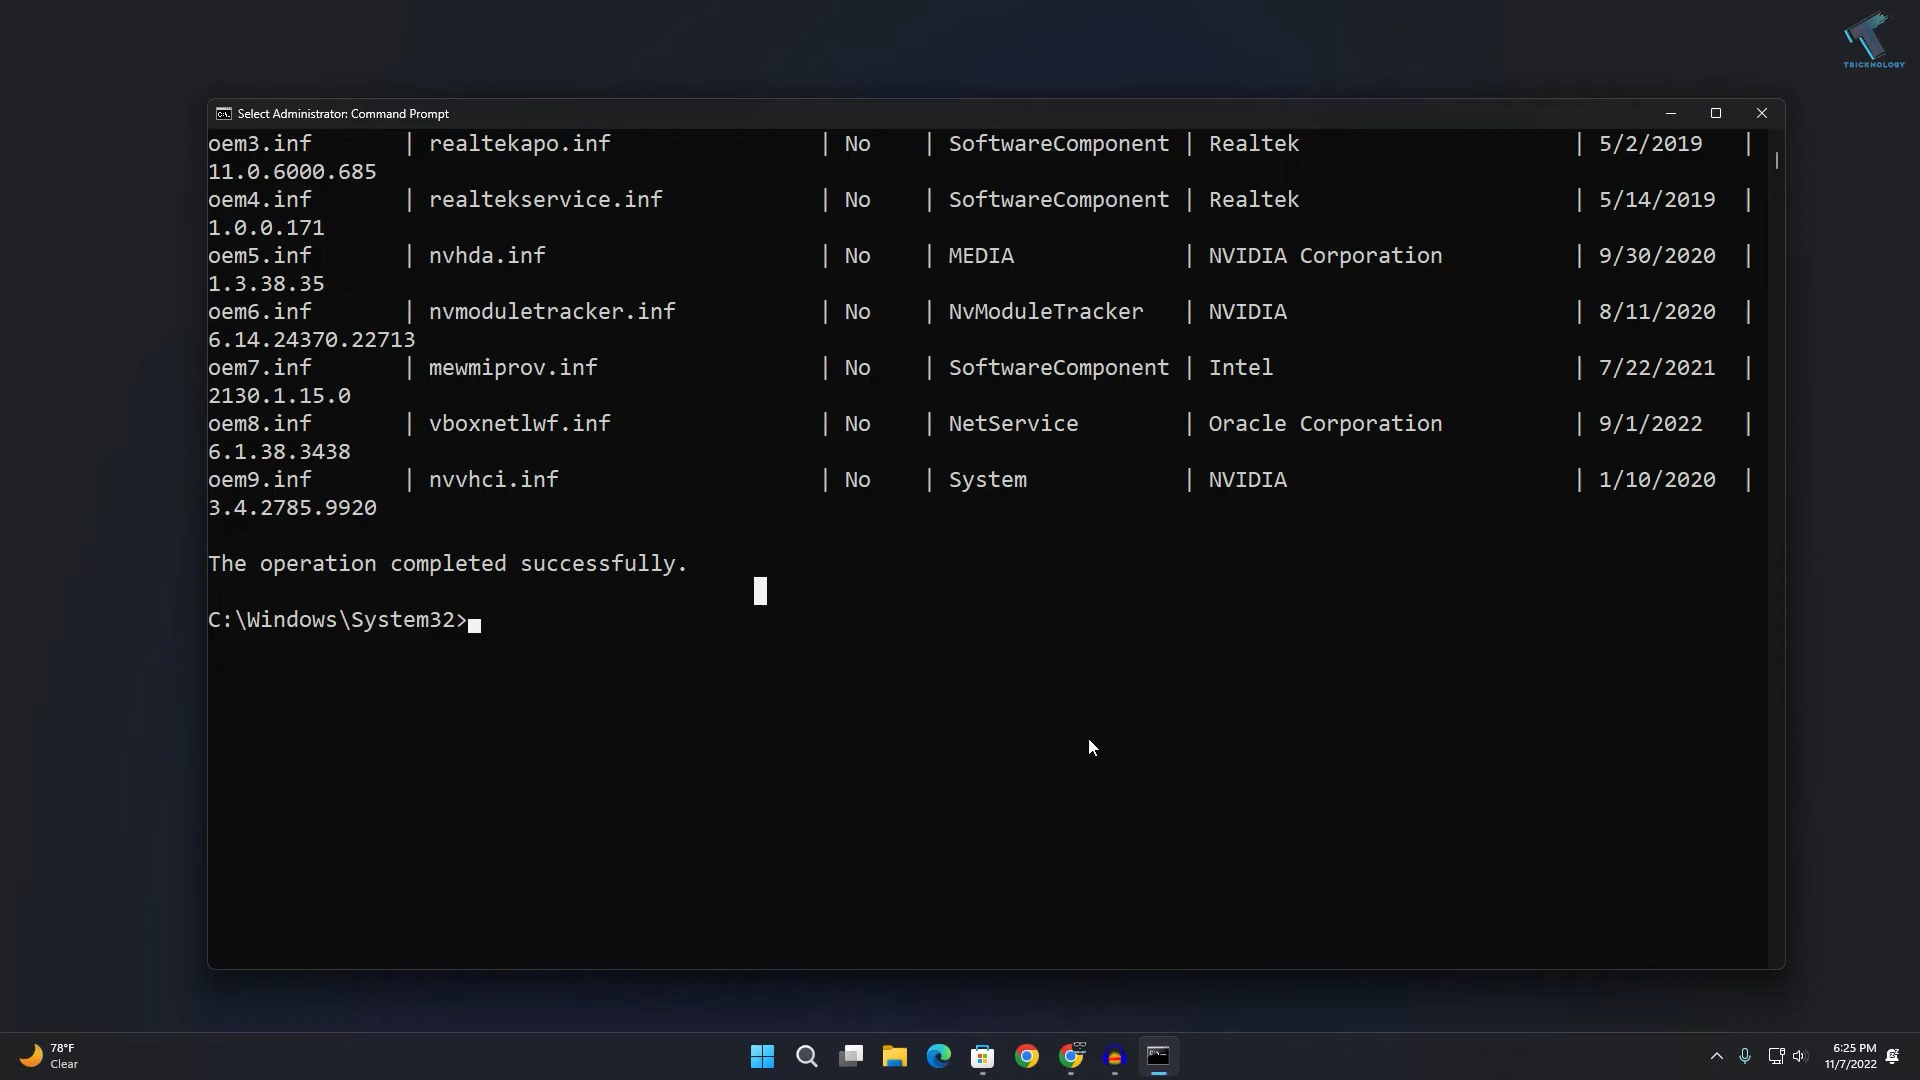 TRICKNOLOGY
Select Administrator: Command Prompt
oem3.inf | realtekapo.inf | No | SoftwareComponent | Realtek | 5/2/2019 |
11.0.6000.685
oem4.inf | realtekservice.inf | No | SoftwareComponent | Realtek | 5/14/2019 |
1.0.0.171
oem5.inf | nvhda.inf | No | MEDIA | NVIDIA Corporation | 9/30/2020 |
1.3.38.35
oem6.inf | nvmoduletracker.inf | No | NvModuleTracker | NVIDIA | 8/11/2020 |
6.14.24370.22713
oem7.inf | mewmiprov.inf | No | SoftwareComponent | Intel | 7/22/2021 |
2130.1.15.0
oem8.inf | vboxnetlwf.inf | No | NetService | Oracle Corporation | 9/1/2022 |
6.1.38.3438
oem9.inf | nvvhci.inf | No | System | NVIDIA | 1/10/2020 |
3.4.2785.9920
The operation completed successfully.
C:\Windows\System32>
78°F
Clear
6:25 PM
11/7/2022